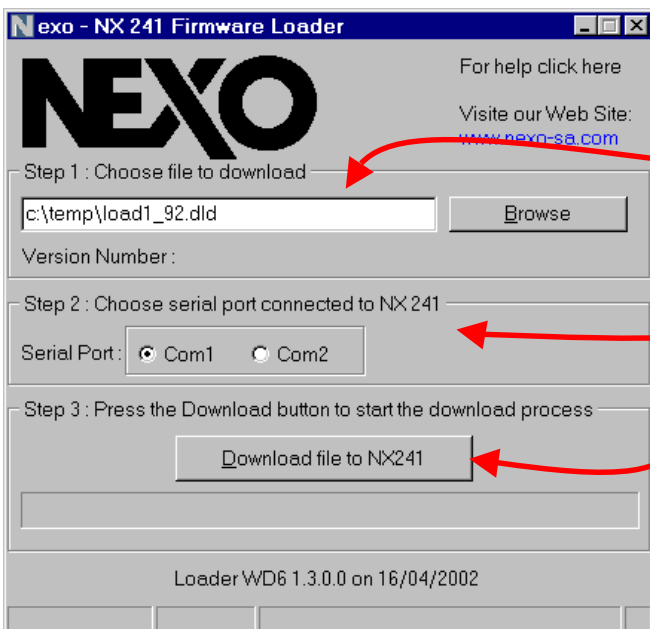 Nexo - NX 241 Firmware Loader
NEXO
For help click here
Visite our Web Site:
www.nexo-sa.com
Step 1 : Choose file to download
c:\temp\load1_92.dld
Browse
Version Number :
Step 2 : Choose serial port connected to NX 241
Serial Port : Com1 Com2
Step 3 : Press the Download button to start the download process
Download file to NX241
Loader WD6 1.3.0.0 on 16/04/2002